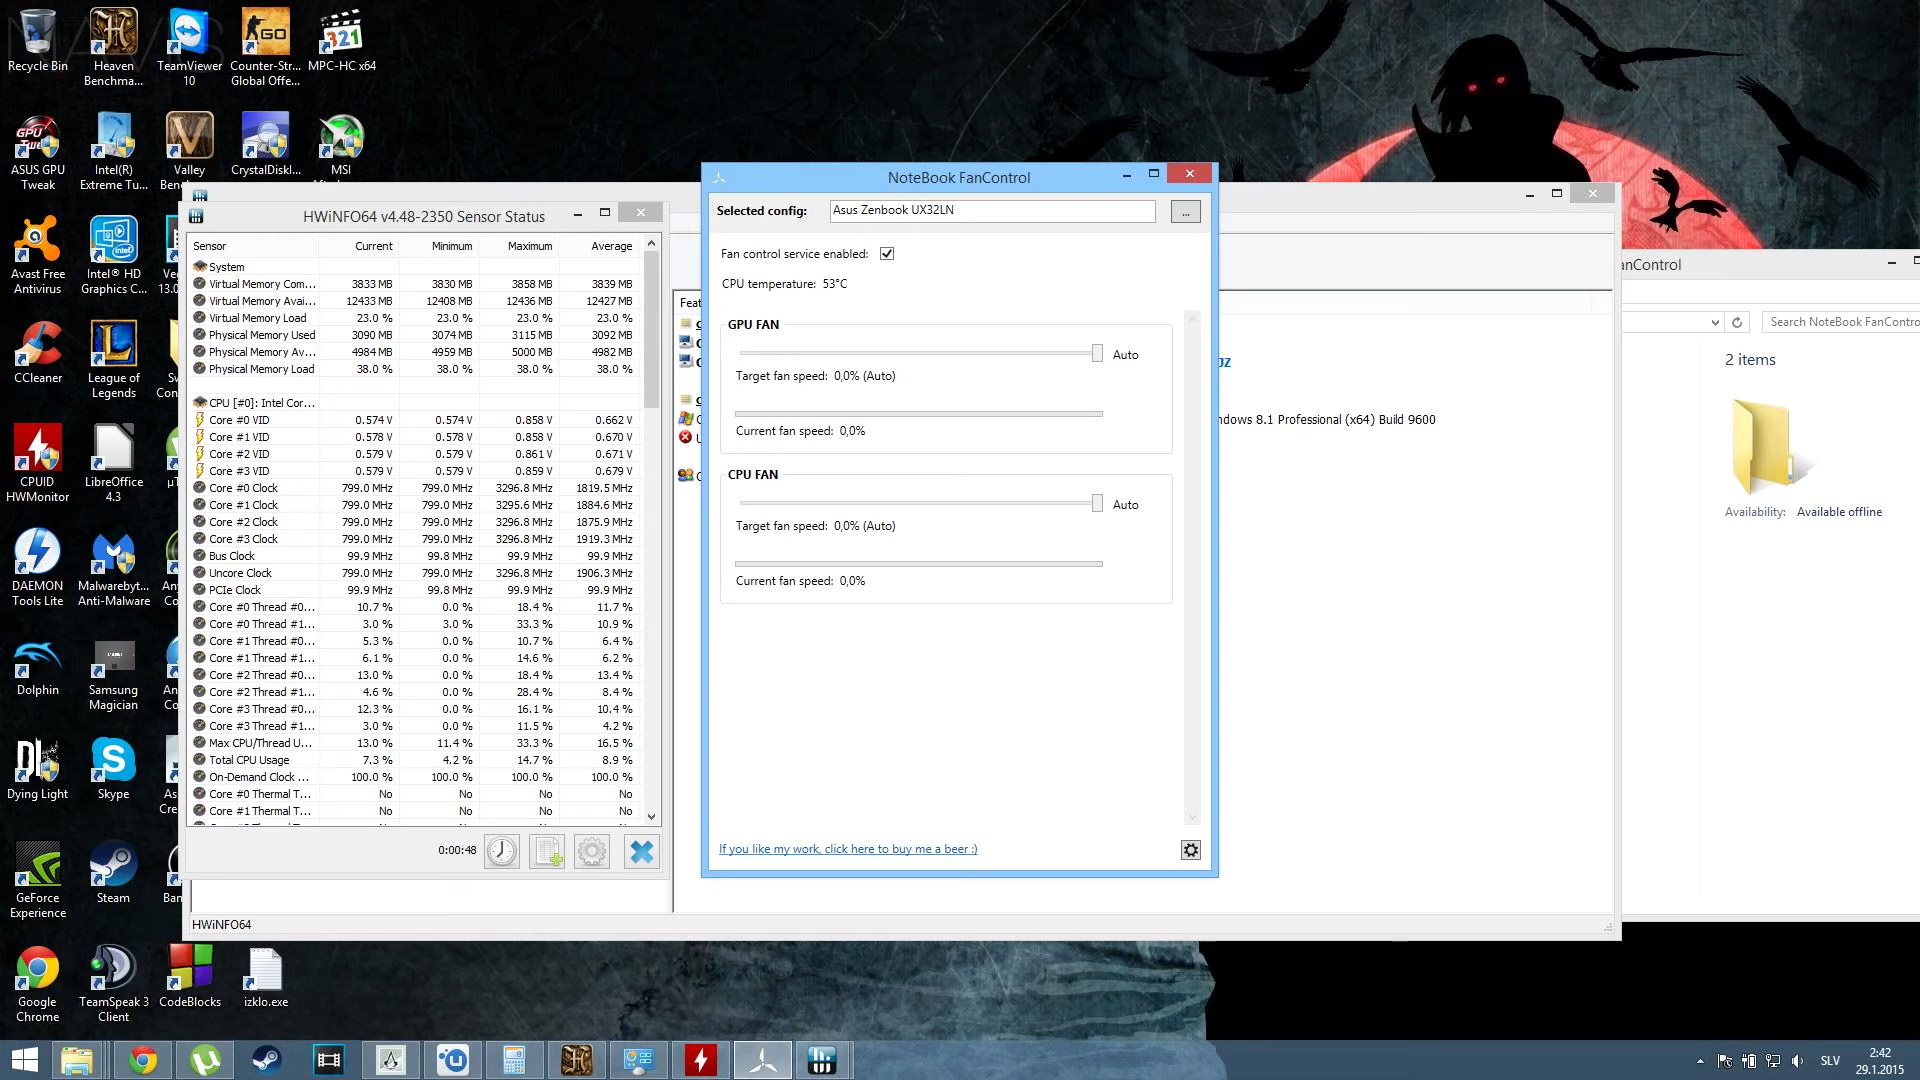 Recycle Bin
Heaven
Benchma...
TeamViewer
10
Counter-Str...
Global Offe...
MPC-HC x64
ASUS GPU
Tweak
Intel(R)
Extreme Tu...
Valley
Benc
CrystalDiskI...
MSI
Avast Free
Antivirus
Intel® HD
Graphics C...
CCleaner
League of
Legends
CPUID
HWMonitor
LibreOffice
4.3
DAEMON
Tools Lite
Malwarebyt...
Anti-Malware
Dolphin
Samsung
Magician
Dying Light
Skype
GeForce
Experience
Steam
Google
Chrome
TeamSpeak 3
Client
CodeBlocks
izklo.exe
HWiNFO64 v4.48-2350 Sensor Status
Sensor Current Minimum Maximum Average
System
Virtual Memory Com... 3833 MB 3830 MB 3858 MB 3839 MB
Virtual Memory Avai... 12433 MB 12408 MB 12436 MB 12427 MB
Virtual Memory Load 23.0 % 23.0 % 23.0 % 23.0 %
Physical Memory Used 3090 MB 3074 MB 3115 MB 3092 MB
Physical Memory Av... 4984 MB 4959 MB 5000 MB 4982 MB
Physical Memory Load 38.0 % 38.0 % 38.0 % 38.0 %
CPU [#0]: Intel Cor...
Core #0 VID 0.574 V 0.574 V 0.858 V 0.662 V
Core #1 VID 0.578 V 0.578 V 0.858 V 0.670 V
Core #2 VID 0.579 V 0.579 V 0.861 V 0.671 V
Core #3 VID 0.579 V 0.579 V 0.859 V 0.679 V
Core #0 Clock 799.0 MHz 799.0 MHz 3296.8 MHz 1819.5 MHz
Core #1 Clock 799.0 MHz 799.0 MHz 3295.6 MHz 1884.6 MHz
Core #2 Clock 799.0 MHz 799.0 MHz 3296.8 MHz 1875.9 MHz
Core #3 Clock 799.0 MHz 799.0 MHz 3296.8 MHz 1919.3 MHz
Bus Clock 99.9 MHz 99.8 MHz 99.9 MHz 99.9 MHz
Uncore Clock 799.0 MHz 799.0 MHz 3296.8 MHz 1906.3 MHz
PCIe Clock 99.9 MHz 99.8 MHz 99.9 MHz 99.9 MHz
Core #0 Thread #0... 10.7 % 0.0 % 18.4 % 11.7 %
Core #0 Thread #1... 3.0 % 3.0 % 33.3 % 10.9 %
Core #1 Thread #0... 5.3 % 0.0 % 10.7 % 6.4 %
Core #1 Thread #1... 6.1 % 0.0 % 14.6 % 6.2 %
Core #2 Thread #0... 13.0 % 0.0 % 18.4 % 13.4 %
Core #2 Thread #1... 4.6 % 0.0 % 28.4 % 8.4 %
Core #3 Thread #0... 12.3 % 0.0 % 16.1 % 10.4 %
Core #3 Thread #1... 3.0 % 0.0 % 11.5 % 4.2 %
Max CPU/Thread U... 13.0 % 11.4 % 33.3 % 16.5 %
Total CPU Usage 7.3 % 4.2 % 14.7 % 8.9 %
On-Demand Clock ... 100.0 % 100.0 % 100.0 % 100.0 %
Core #0 Thermal T... No No No No
Core #1 Thermal T... No No No No
0:00:48
HWiNFO64
NoteBook FanControl
Selected config: Asus Zenbook UX32LN ...
Fan control service enabled:
CPU temperature: 53°C
GPU FAN
Auto
Target fan speed: 0,0% (Auto)
Current fan speed: 0,0%
CPU FAN
Auto
Target fan speed: 0,0% (Auto)
Current fan speed: 0,0%
If you like my work, click here to buy me a beer :)
Feat
ndows 8.1 Professional (x64) Build 9600
anControl
Search NoteBook FanContro
2 items
Availability: Available offline
SLV
2:42
29.1.2015